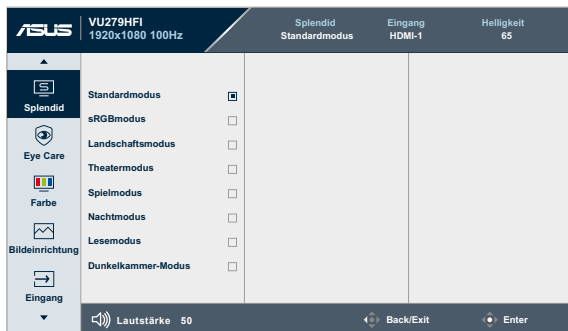 ASUS
VU279HFI
1920x1080 100Hz
Splendid
Standardmodus
Eingang
HDMI-1
Helligkeit
65
Splendid
Eye Care
Farbe
Bildeinrichtung
Eingang
Standardmodus
sRGBmodus
Landschaftsmodus
Theatermodus
Spielmodus
Nachtmodus
Lesemodus
Dunkelkammer-Modus
Lautstärke 50
Back/Exit
Enter